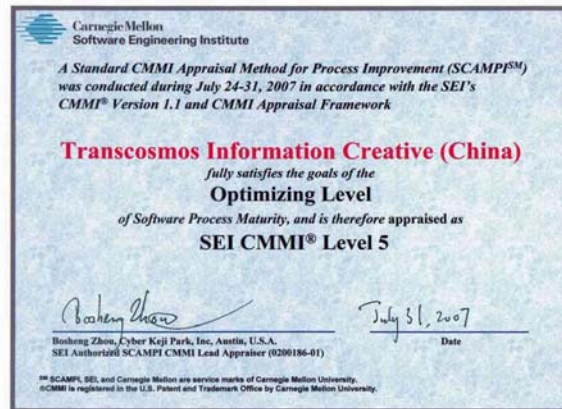 Carnegie Mellon
Software Engineering Institute
A Standard CMMI Appraisal Method for Process Improvement (SCAMPI℠)
was conducted during July 24-31, 2007 in accordance with the SEI's
CMMI® Version 1.1 and CMMI Appraisal Framework
Transcosmos Information Creative (China)
fully satisfies the goals of the
Optimizing Level
of Software Process Maturity, and is therefore appraised as
SEI CMMI® Level 5
Bosheng Zhou July 31, 2007
Bosheng Zhou, Cyber Keji Park, Inc, Austin, U.S.A. Date
SEI Authorized SCAMPI CMMI Lead Appraiser (0200186-01)
℠ SCAMPI, SEI, and Carnegie Mellon are service marks of Carnegie Mellon University.
®CMMI is registered in the U.S. Patent and Trademark Office by Carnegie Mellon University.